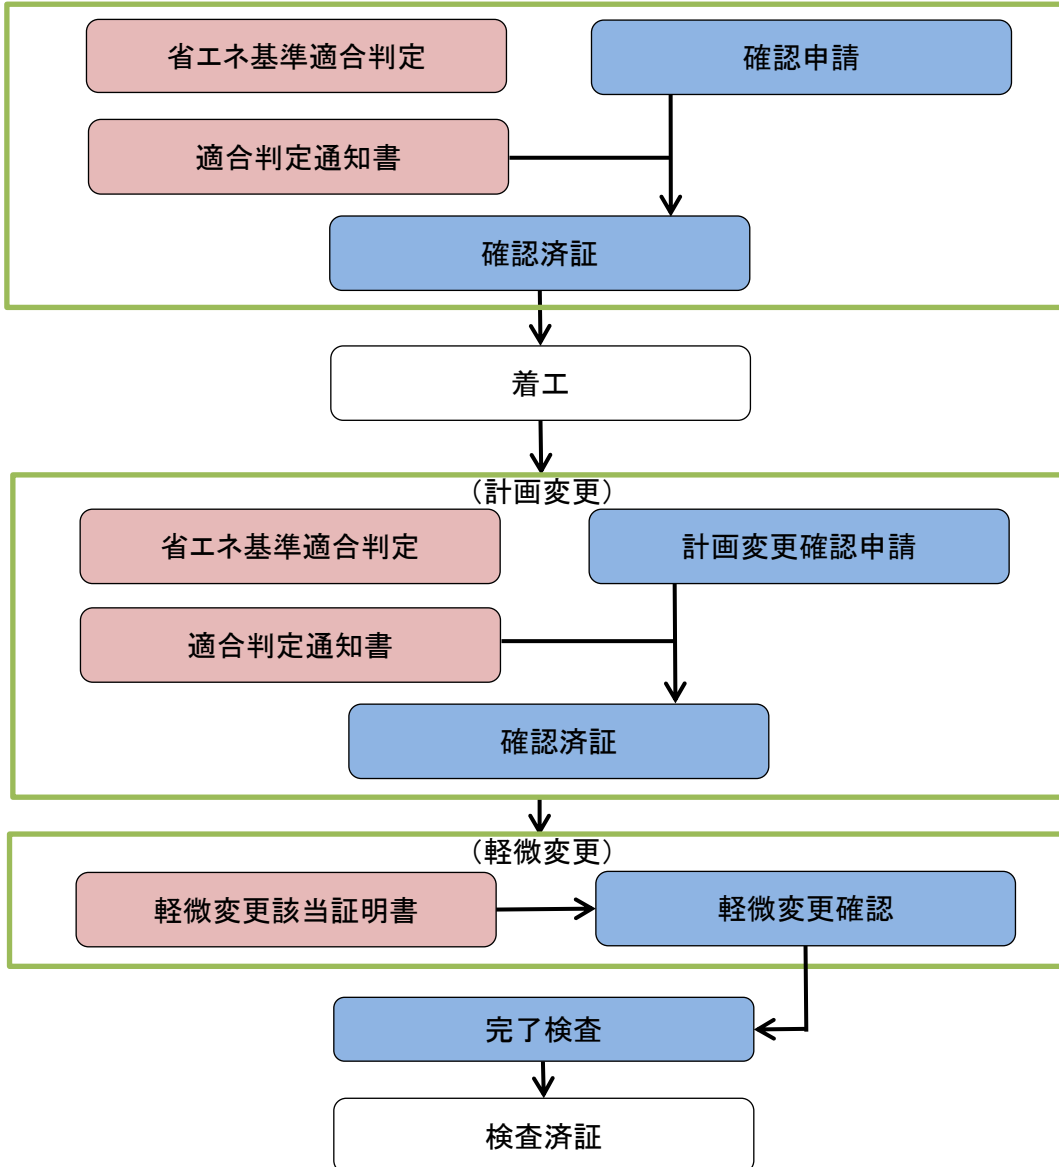 省エネ基準適合判定
確認申請
適合判定通知書
確認済証
着工
（計画変更）
省エネ基準適合判定
計画変更確認申請
適合判定通知書
確認済証
（軽微変更）
軽微変更該当証明書
軽微変更確認
完了検査
検査済証